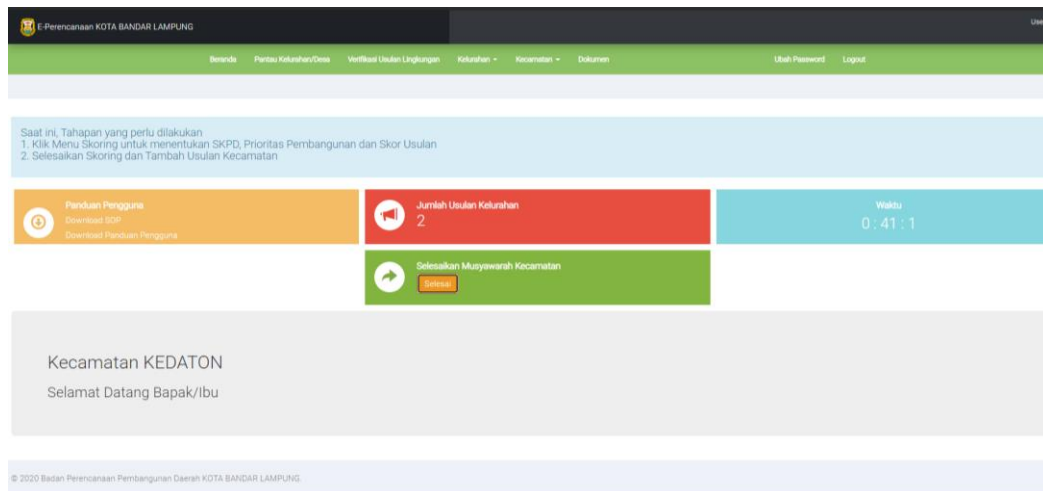 E-Perencanaan KOTA BANDAR LAMPUNG
Beranda Pantau Kelurahan/Desa Verifikasi Usulan Lingkungan Kelurahan Kecamatan Dokumen Ubah Password Logout
Saat ini, Tahapan yang perlu dilakukan
1. Klik Menu Skoring untuk menentukan SKPD, Prioritas Pembangunan dan Skor Usulan
2. Selesaikan Skoring dan Tambah Usulan Kecamatan
Panduan Pengguna
Download SOP
Download Panduan Pengguna
Jumlah Usulan Kelurahan
2
Waktu
0 : 41 : 1
Selesaikan Musyawarah Kecamatan
Selesai
Kecamatan KEDATON
Selamat Datang Bapak/Ibu
© 2020 Badan Perencanaan Pembangunan Daerah KOTA BANDAR LAMPUNG.